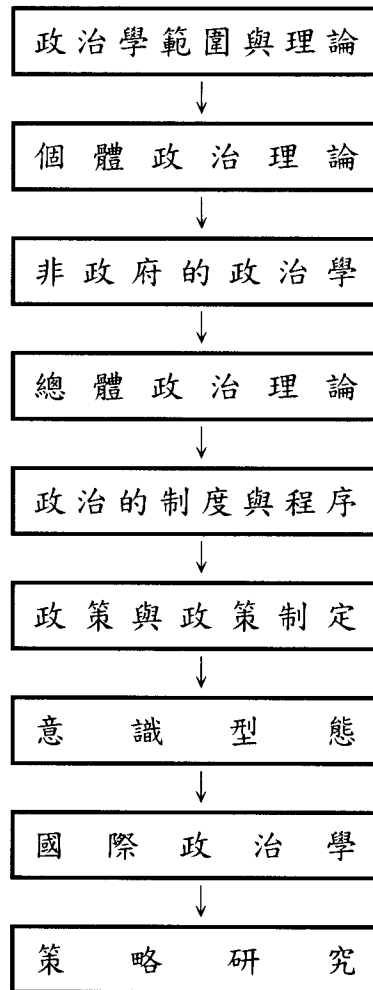 政治學範圍與理論
個體政治理論
非政府的政治學
總體政治理論
政治的制度與程序
政策與政策制定
意識型態
國際政治學
策略研究